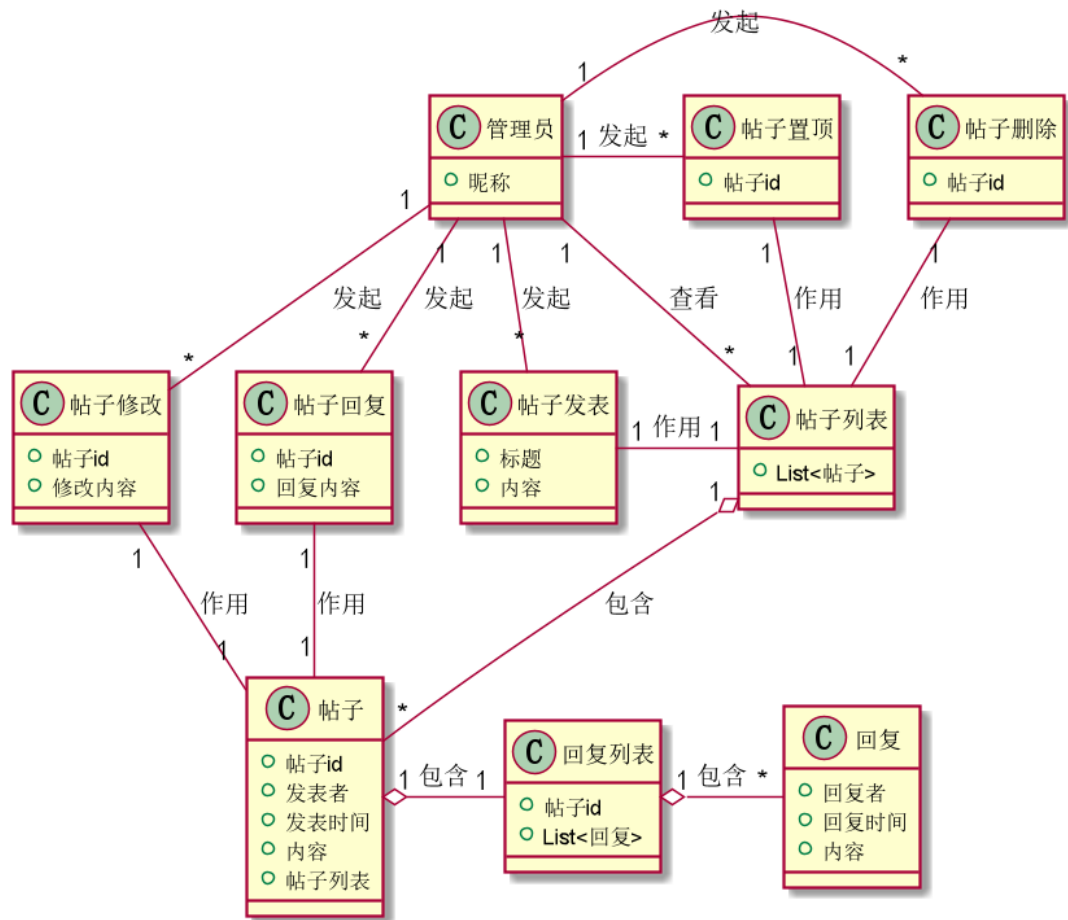 发起
1
*
C 管理员
昵称
1 发起 *
C 帖子置顶
帖子id
C 帖子删除
帖子id
1
发起
*
1
发起
*
1
发起
*
1
查看
*
1
作用
1
1
作用
1
C 帖子修改
帖子id
修改内容
C 帖子回复
帖子id
回复内容
C 帖子发表
标题
内容
1 作用 1
C 帖子列表
List<帖子>
1
作用
1
1
作用
1
1
包含
*
C 帖子
帖子id
发表者
发表时间
内容
帖子列表
1 包含 1
C 回复列表
帖子id
List<回复>
1 包含 *
C 回复
回复者
回复时间
内容